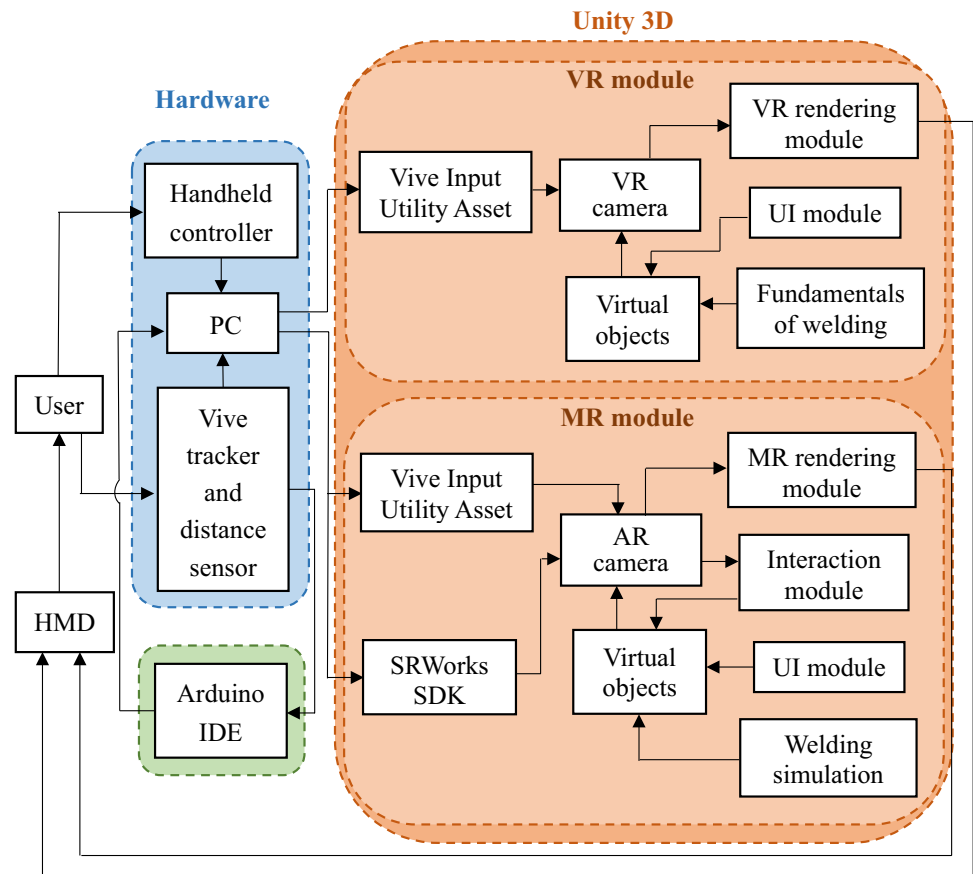 Unity 3D
Hardware
VR module
Handheld
controller
PC
Vive
tracker
and
distance
sensor
User
HMD
Arduino
IDE
Vive Input
Utility Asset
VR
camera
VR rendering
module
UI module
Virtual
objects
Fundamentals
of welding
MR module
Vive Input
Utility Asset
SRWorks
SDK
AR
camera
MR rendering
module
Interaction
module
Virtual
objects
UI module
Welding
simulation